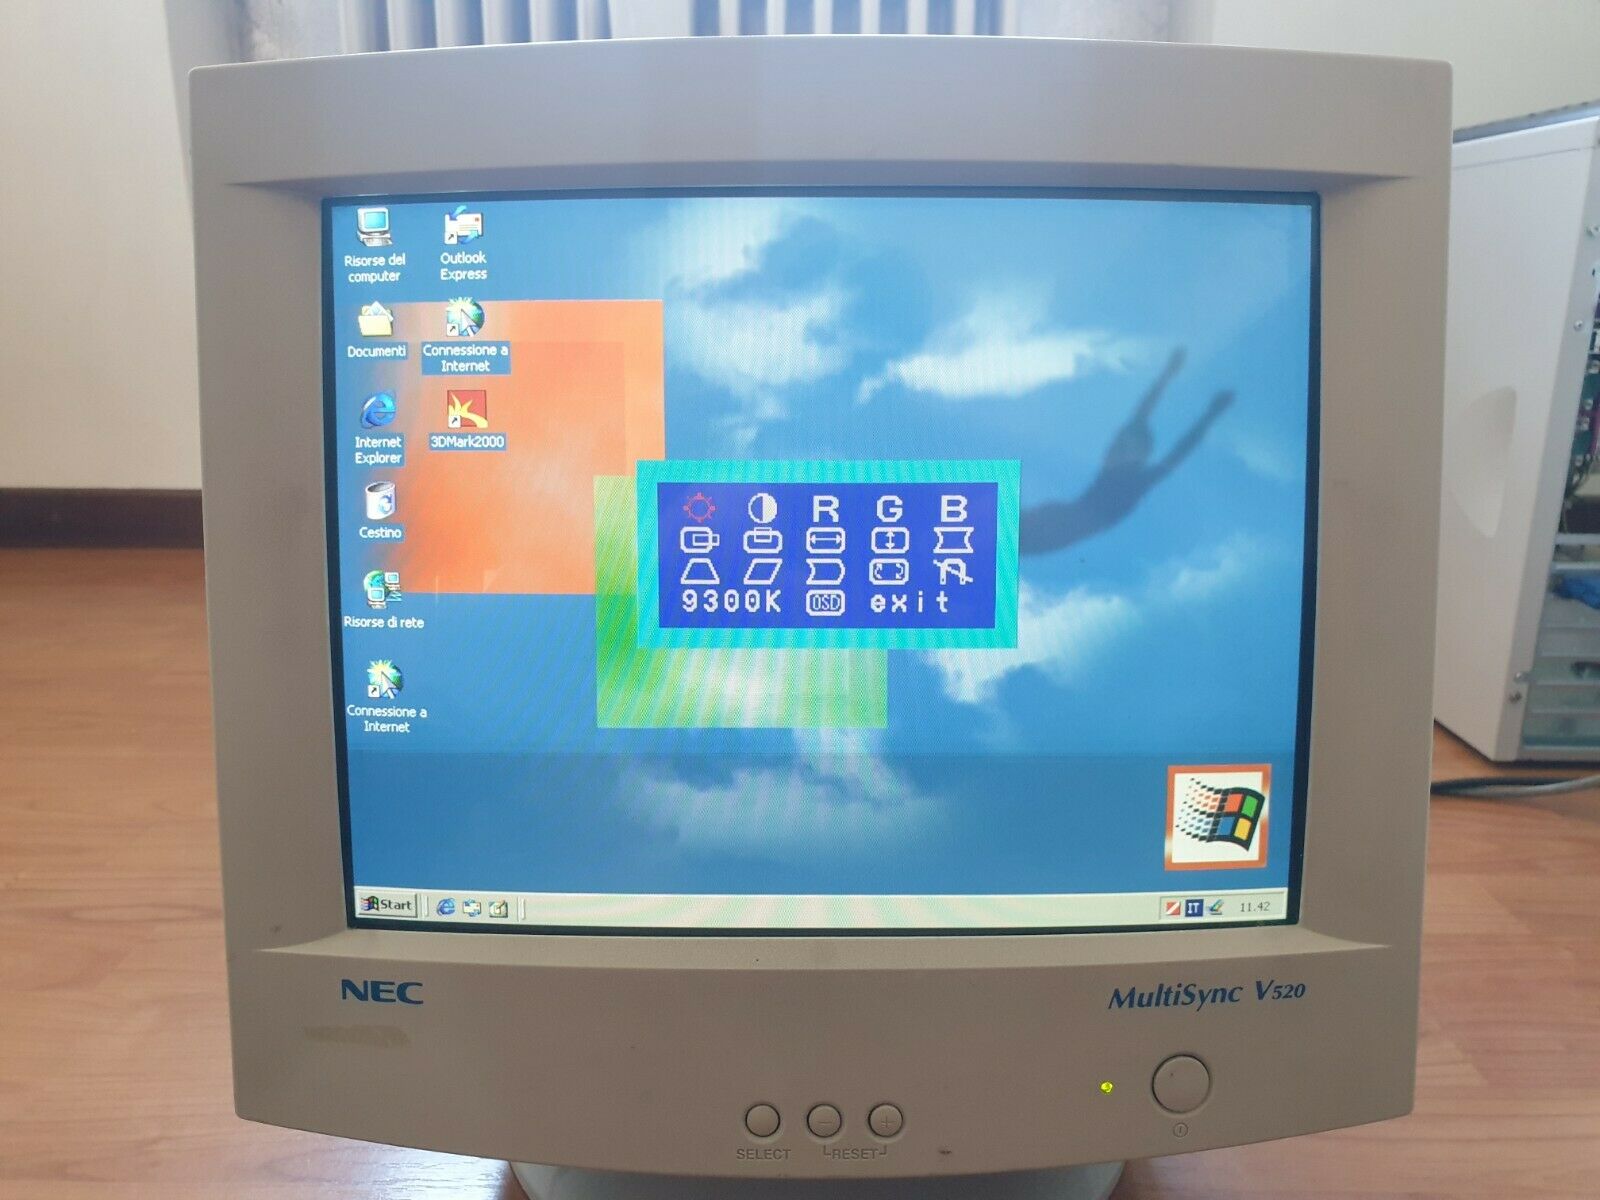 Risorse del
computer
Outlook
Express
Documenti
Connessione a
Internet
Internet
Explorer
3DMark2000
Cestino
Risorse di rete
Connessione a
Internet
R G B
9300K OSD exit
Start
IT 11.42
NEC
MultiSync V520
SELECT
- +
RESET